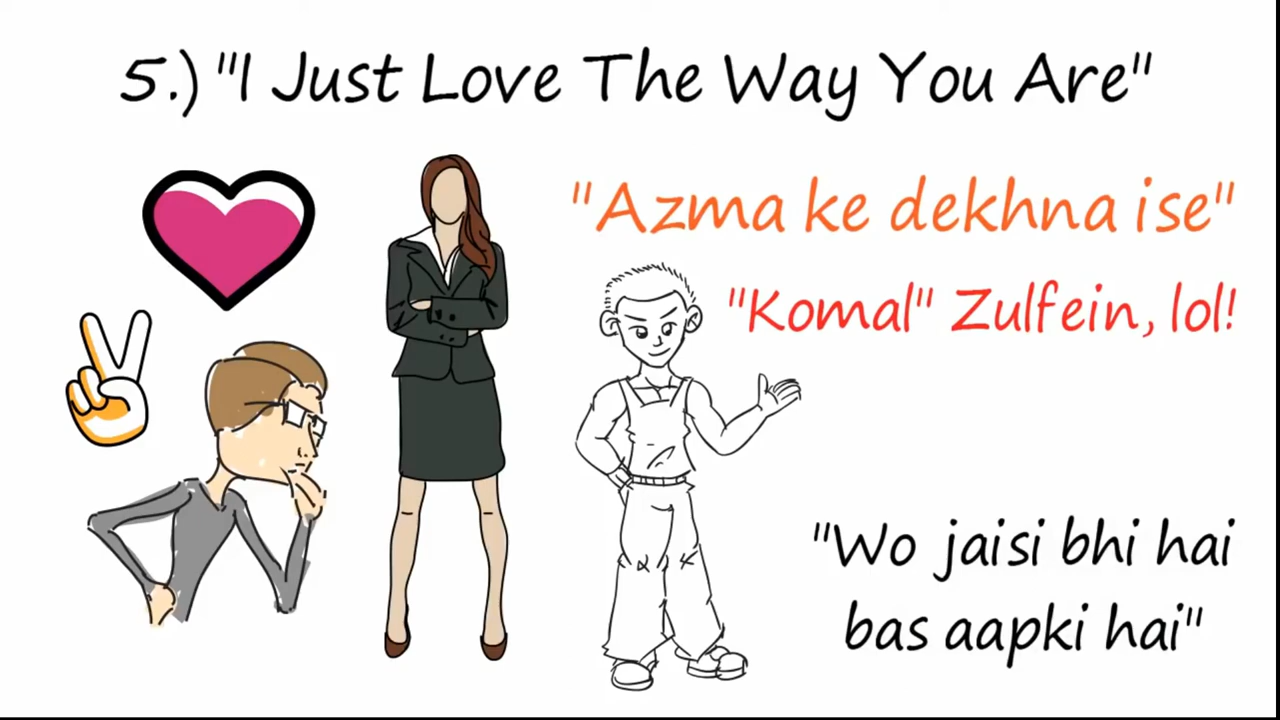 5.) "I Just Love The Way You Are"
"Azma ke dekhna ise"
"Komal" Zulfein, lol!
"Wo jaisi bhi hai
bas aapki hai"